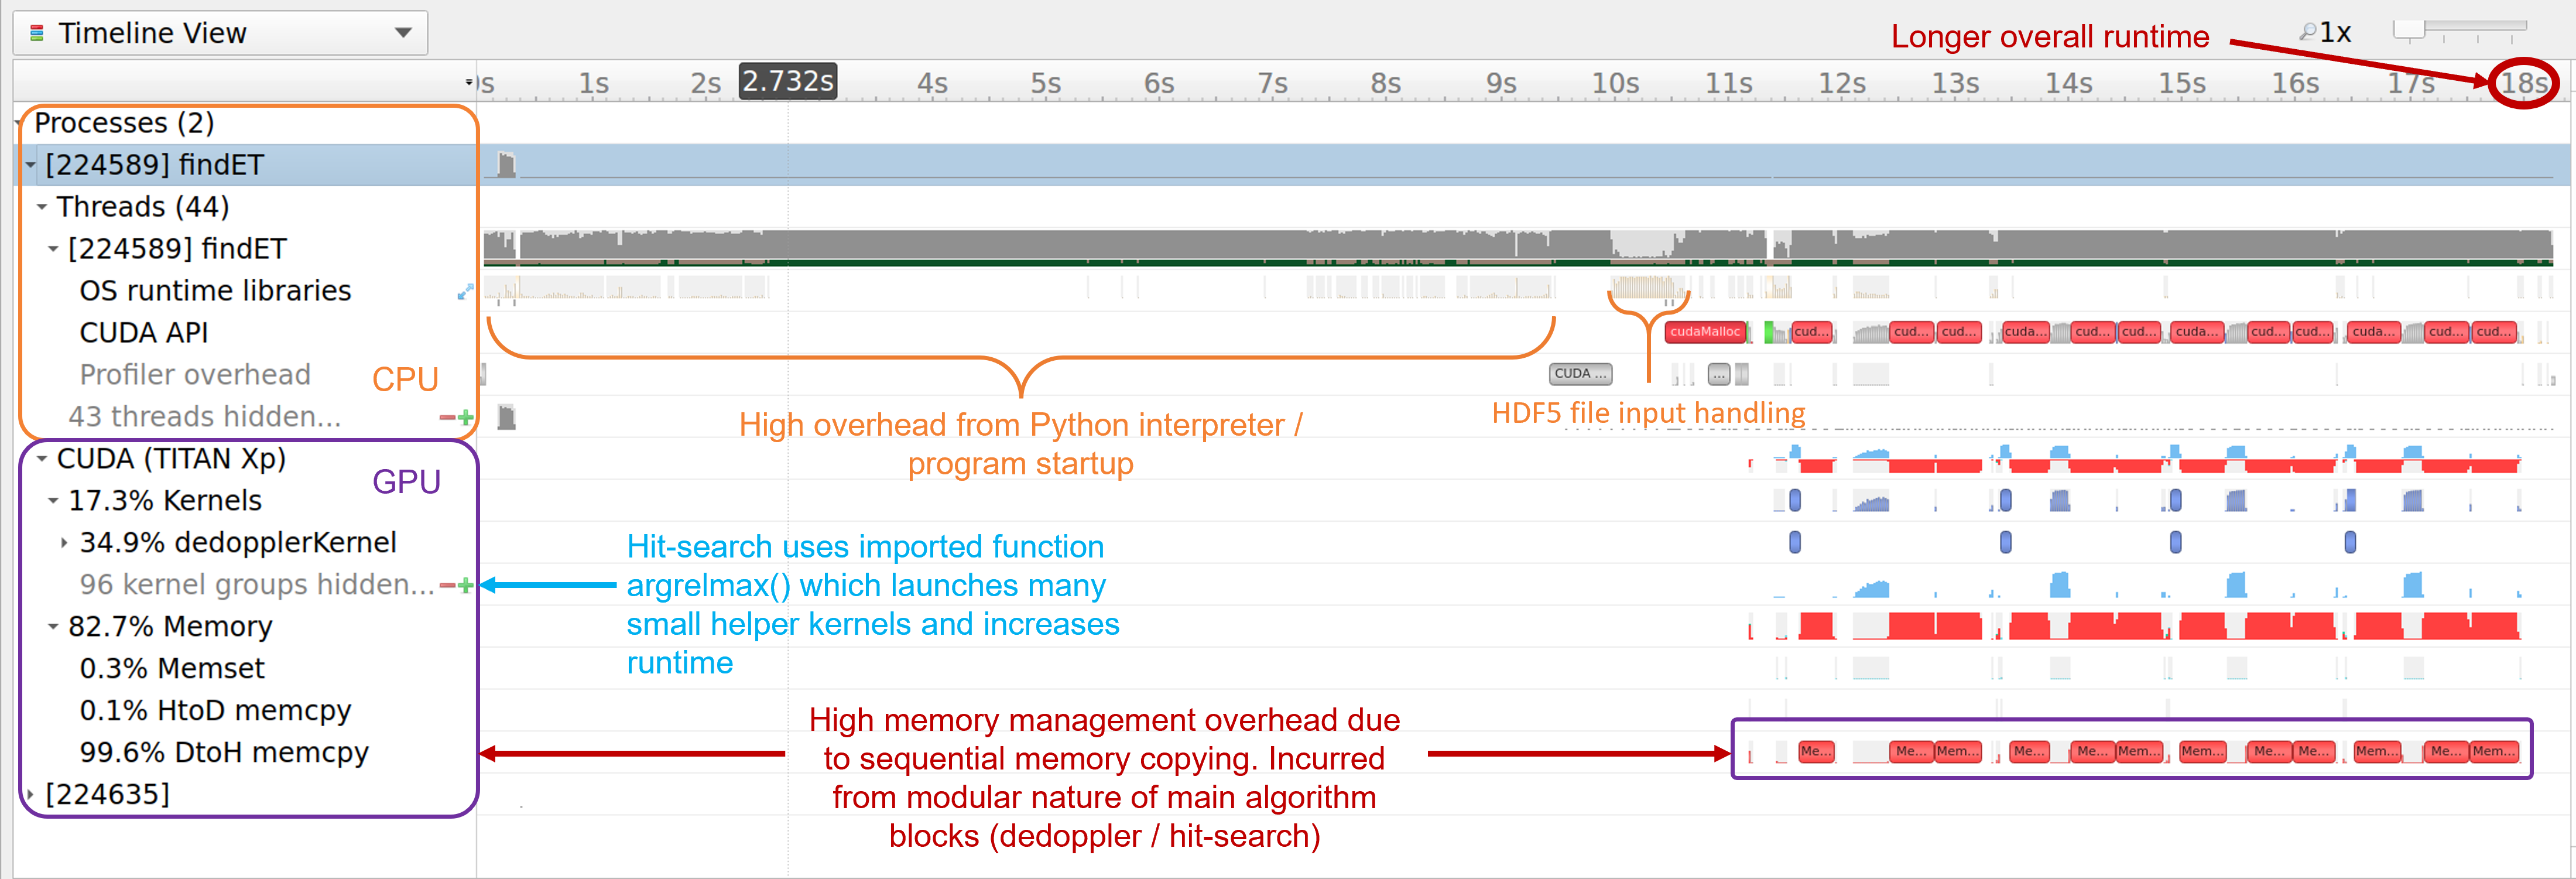 Timeline View
Longer overall runtime
1x
0s 1s 2s 2.732s 4s 5s 6s 7s 8s 9s 10s 11s 12s 13s 14s 15s 16s 17s 18s
Processes (2)
[224589] findET
Threads (44)
[224589] findET
OS runtime libraries
CUDA API
cudaMalloc cud... cud... cud... cuda... cud... cud... cuda... cud... cud... cuda... cud... cud...
Profiler overhead
CPU
CUDA ... ...
43 threads hidden...
High overhead from Python interpreter /
program startup
HDF5 file input handling
CUDA (TITAN Xp)
GPU
17.3% Kernels
34.9% dedopplerKernel
96 kernel groups hidden...
Hit-search uses imported function
argrelmax() which launches many
small helper kernels and increases
runtime
82.7% Memory
0.3% Memset
0.1% HtoD memcpy
99.6% DtoH memcpy
High memory management overhead due
to sequential memory copying. Incurred
from modular nature of main algorithm
blocks (dedoppler / hit-search)
Me... Me... Mem... Me... Me... Mem... Mem... Me... Me... Mem... Me... Mem...
[224635]